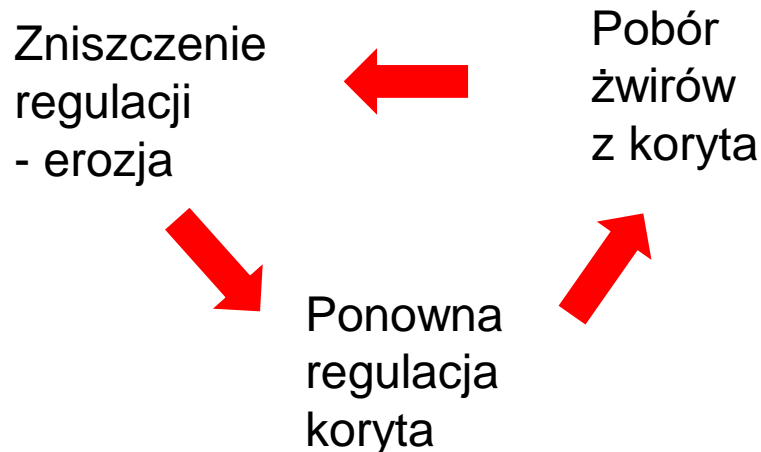 Zniszczenie
regulacji
- erozja
Pobór
żwirów
z koryta
Ponowna
regulacja
koryta